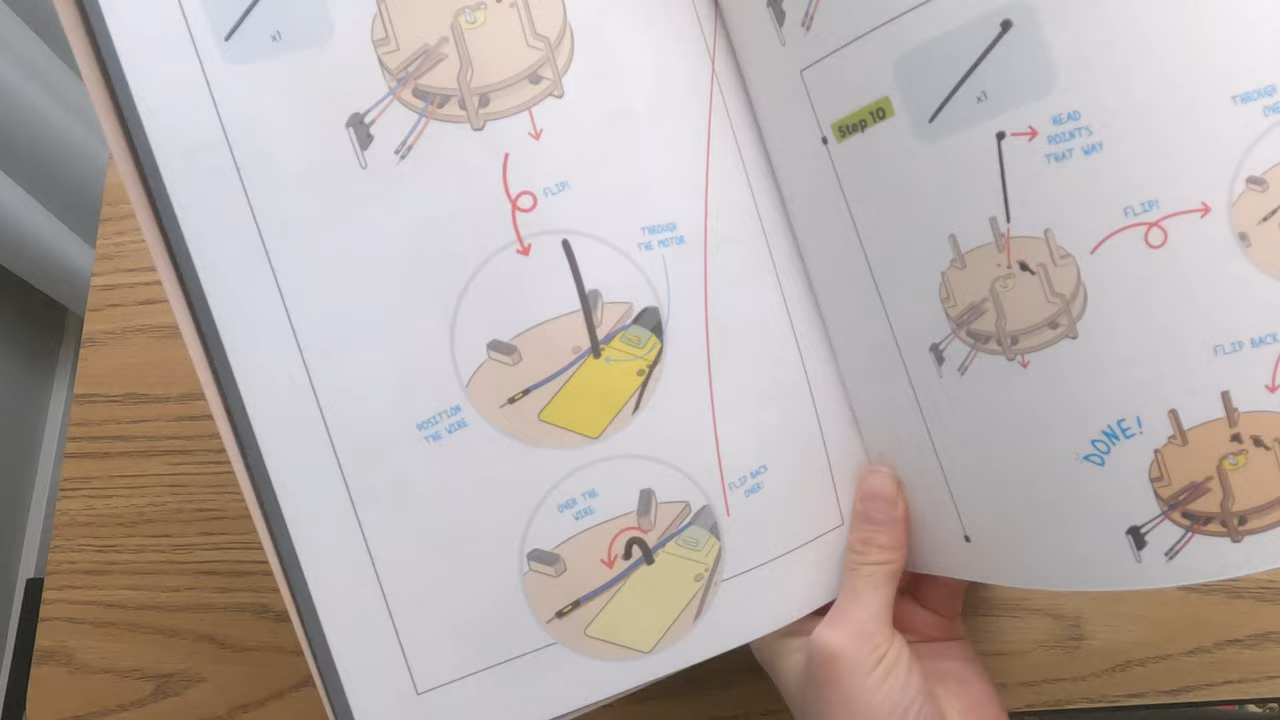 x1
FLIP!
THROUGH
THE MOTOR
POSITION
THE WIRE
OVER THE
WIRE
FLIP BACK
OVER!
Step 10
x1
HEAD
POINTS
THAT WAY
FLIP!
THROUGH
FLIP BACK
DONE!